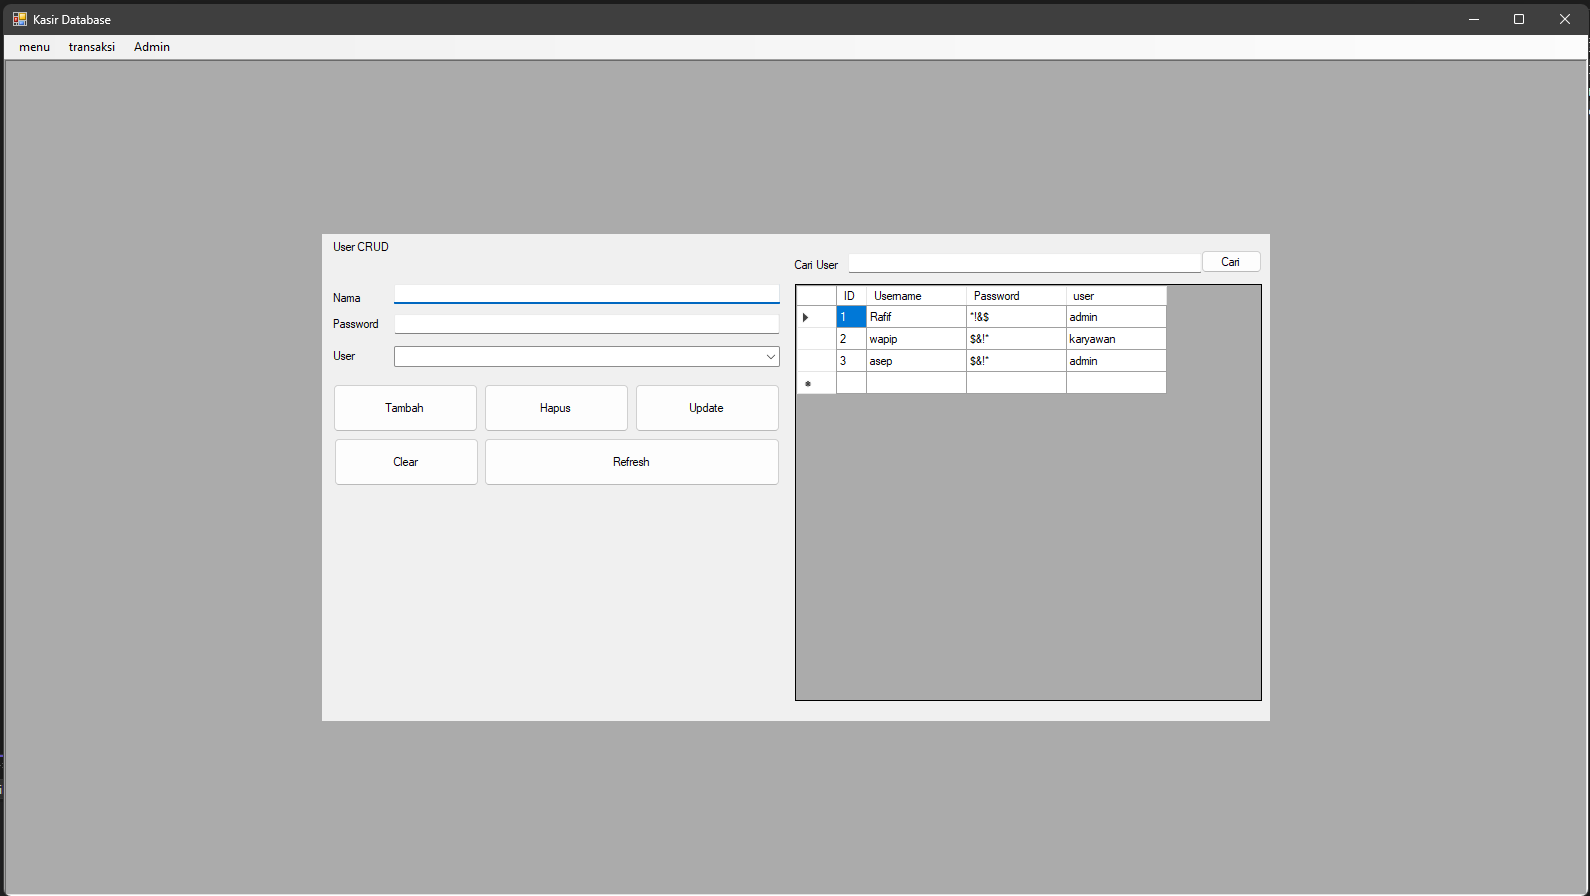 Kasir Database
menu transaksi Admin
User CRUD
Nama
Password
User
Tambah Hapus Update
Clear Refresh
Cari User Cari
ID Username Password user
1 Rafif *!&$ admin
2 wapip $&!* karyawan
3 asep $&!* admin